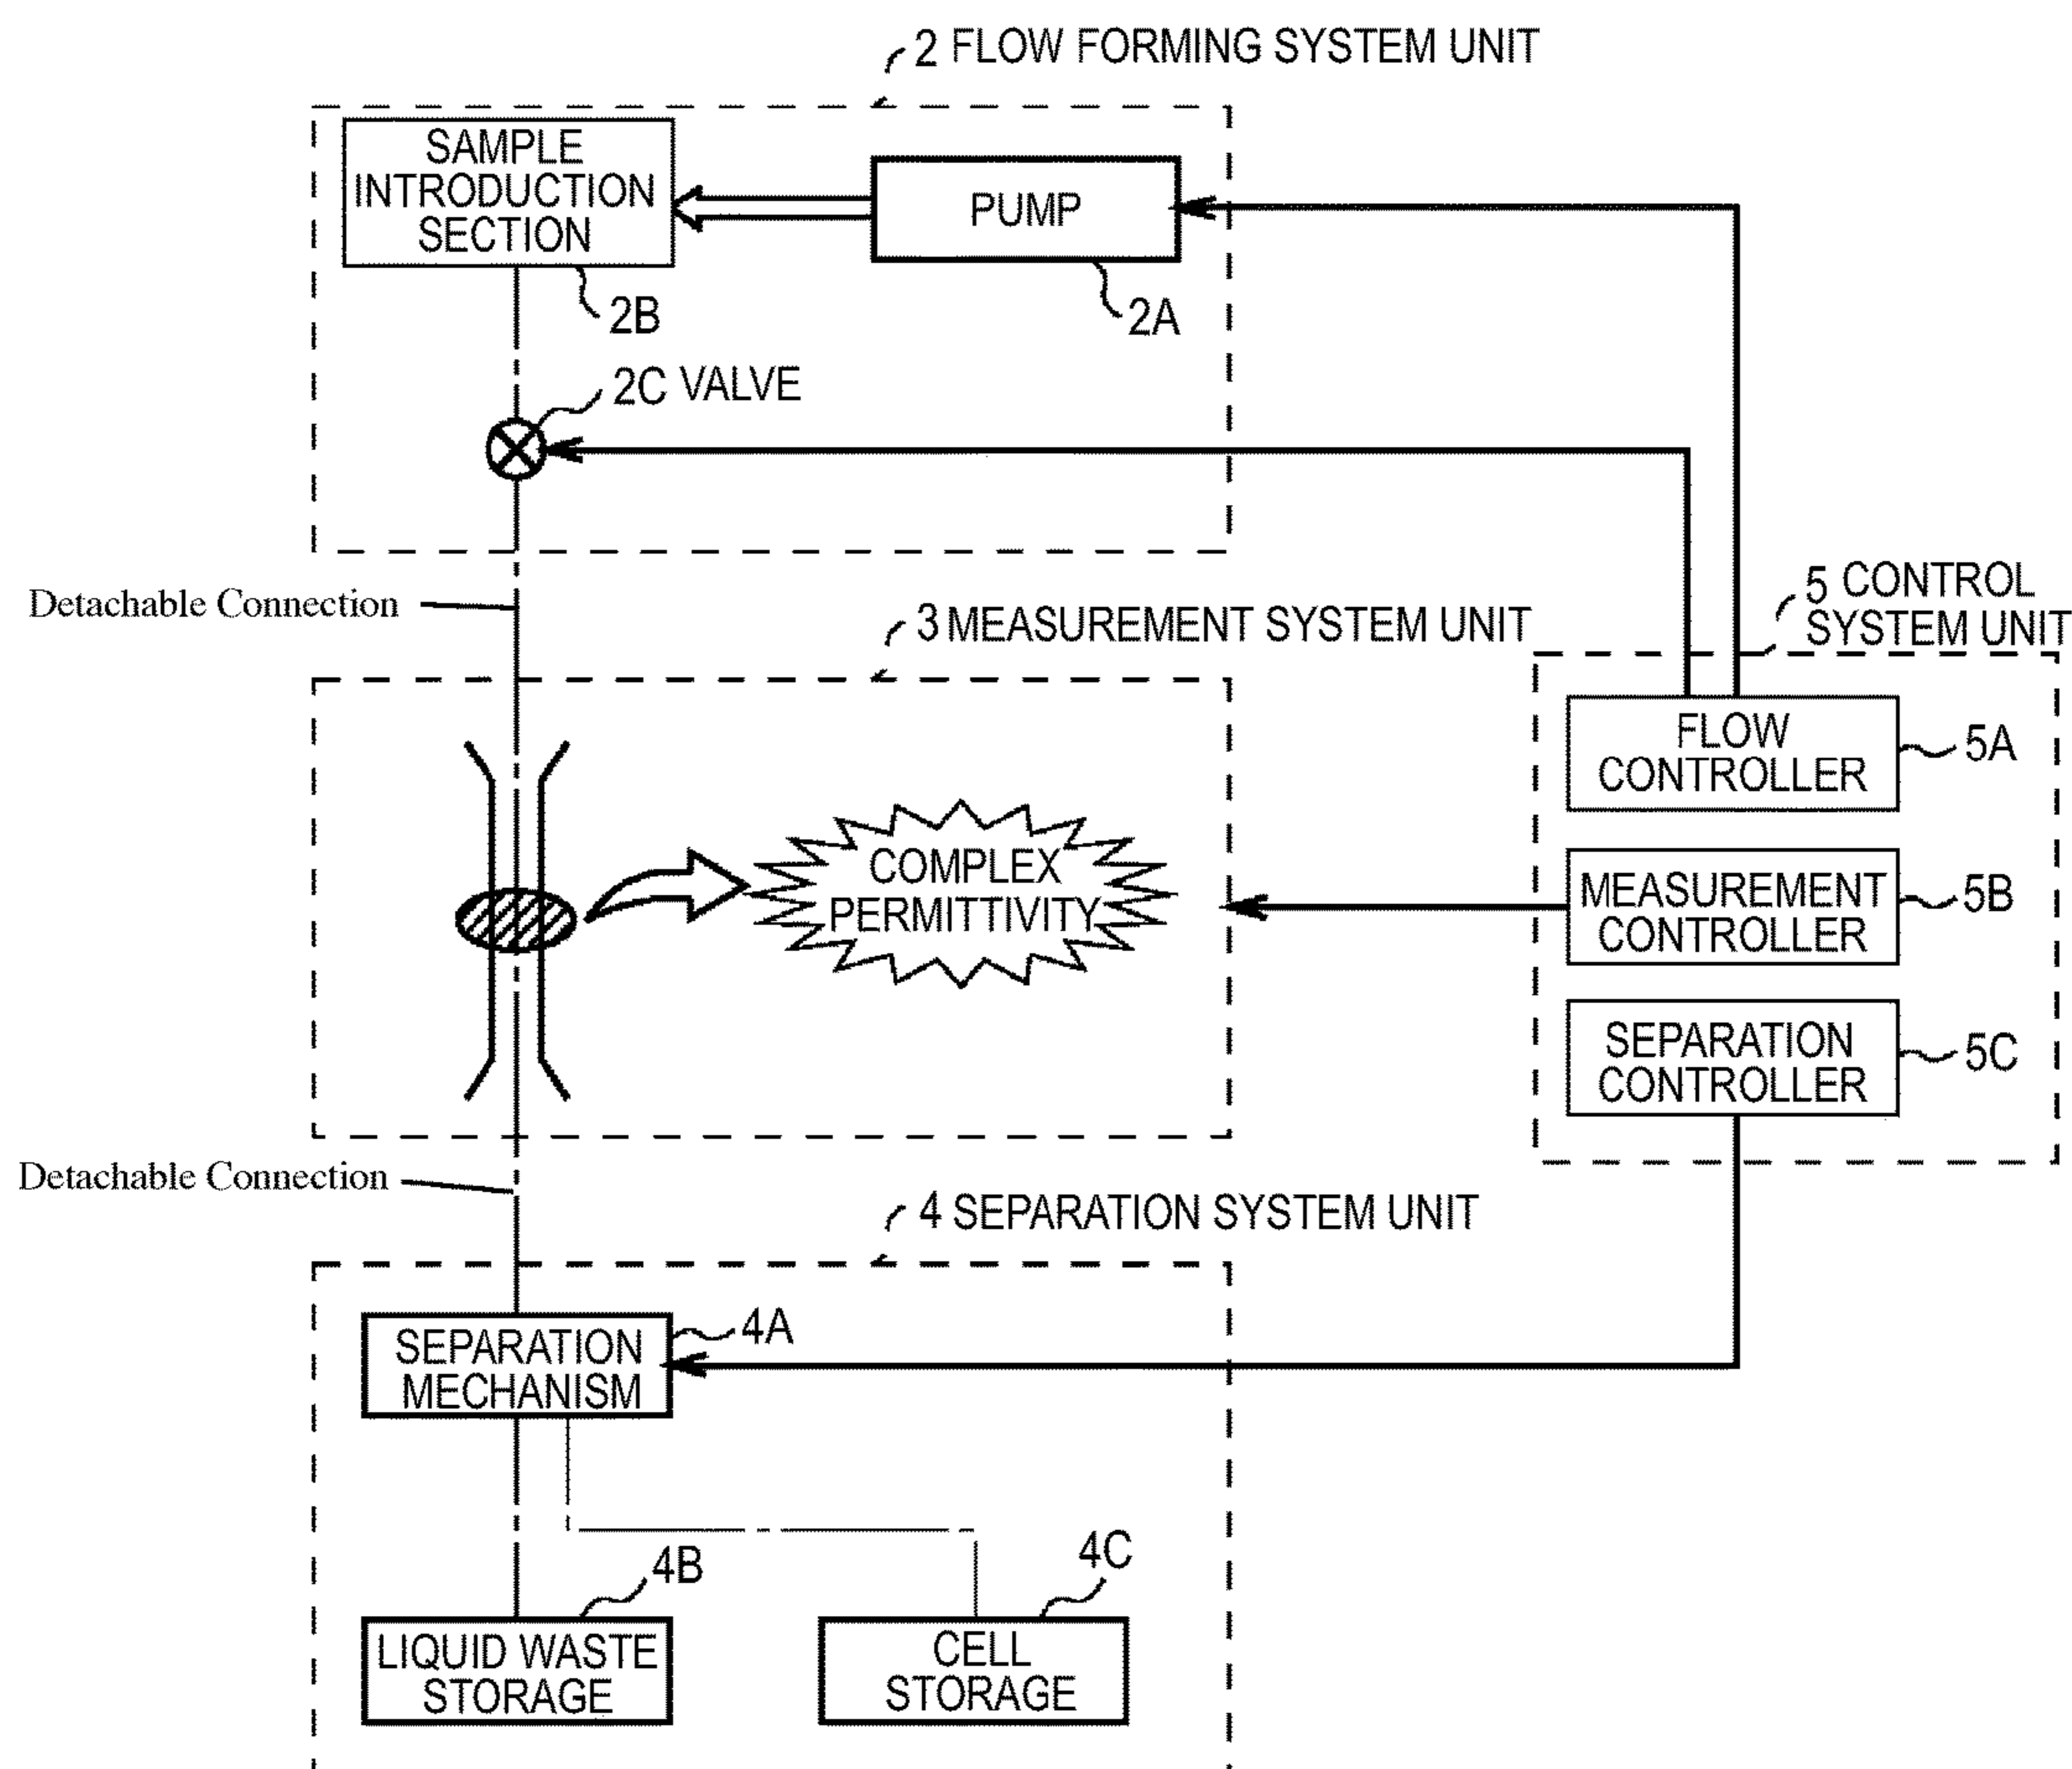 2 FLOW FORMING SYSTEM UNIT
SAMPLE
INTRODUCTION
SECTION
PUMP
2B
2A
2C VALVE
Detachable Connection
3 MEASUREMENT SYSTEM UNIT
5 CONTROL
SYSTEM UNIT
FLOW
CONTROLLER
5A
COMPLEX
PERMITTIVITY
MEASUREMENT
CONTROLLER
5B
SEPARATION
CONTROLLER
5C
Detachable Connection
4 SEPARATION SYSTEM UNIT
SEPARATION
MECHANISM
4A
4B
4C
LIQUID WASTE
STORAGE
CELL
STORAGE